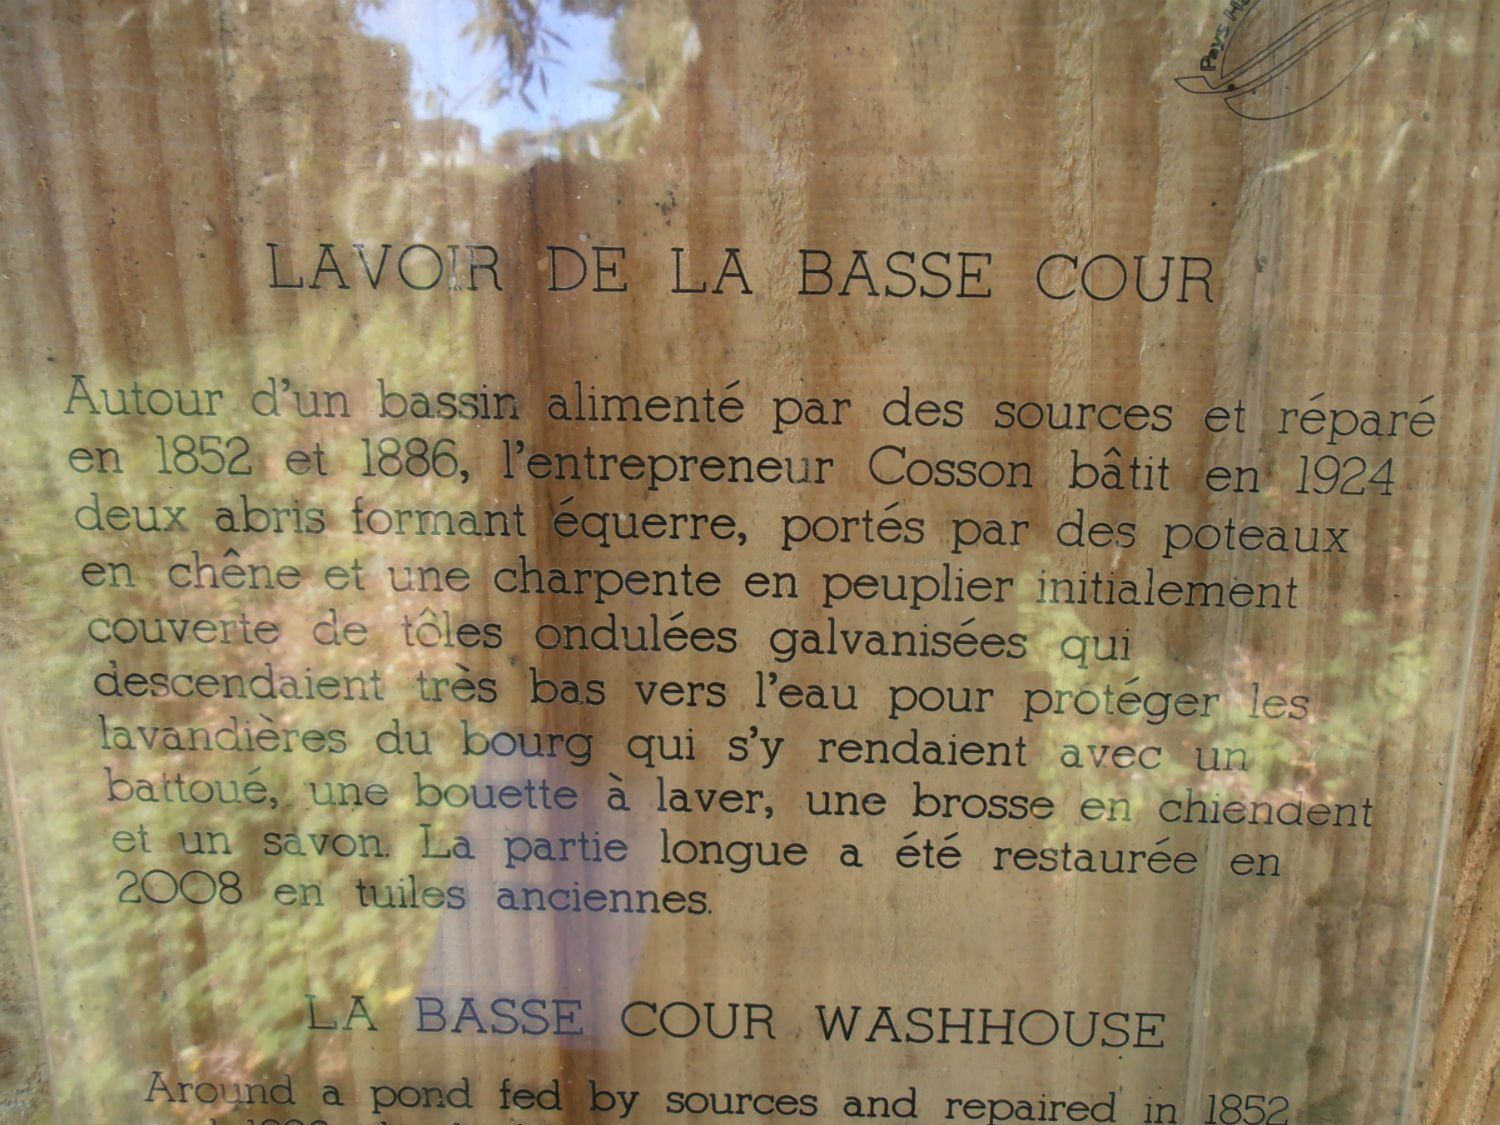 Pays
LAVOIR DE LA BASSE COUR
Autour d'un bassin alimenté par des sources et réparé
en 1852 et 1886, l'entrepreneur Cosson bâtit en 1924
deux abris formant équerre, portés par des poteaux
en chêne et une charpente en peuplier initialement
couverte de tôles ondulées galvanisées qui
descendaient très bas vers l'eau pour protéger les
lavandières du bourg qui s'y rendaient avec un
battoué, une bouette à laver, une brosse en chiendent
et un savon. La partie longue a été restaurée en
2008 en tuiles anciennes.
LA BASSE COUR WASHHOUSE
Around a pond fed by sources and repaired in 1852